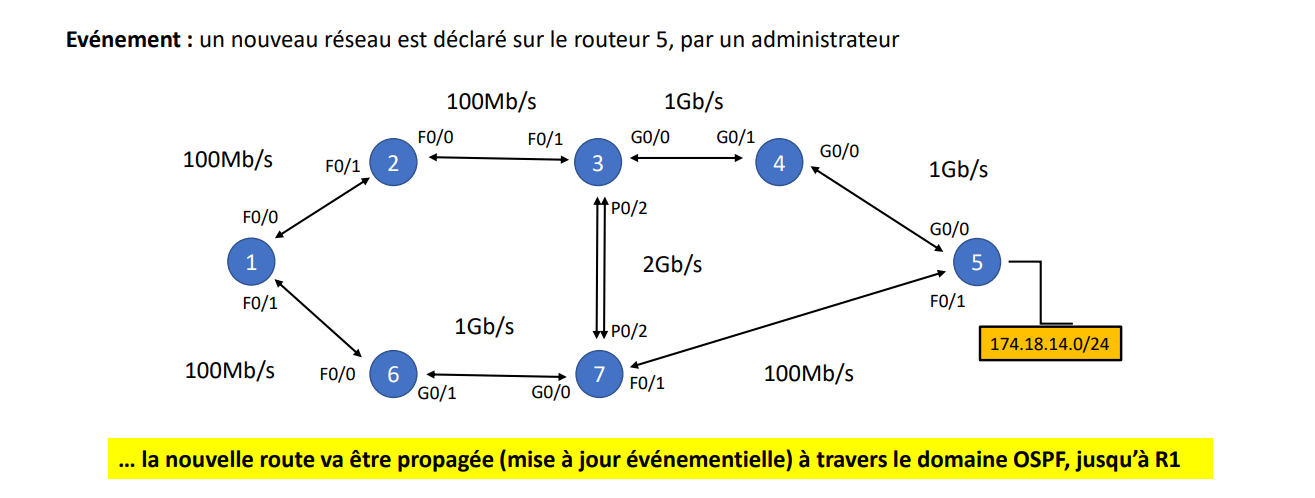 Evénement : un nouveau réseau est déclaré sur le routeur 5, par un administrateur
100Mb/s
1Gb/s
F0/0
F0/1
G0/0
G0/1
G0/0
100Mb/s
F0/1
2
3
4
1Gb/s
P0/2
F0/0
G0/0
1
2Gb/s
5
F0/1
F0/1
1Gb/s
P0/2
174.18.14.0/24
100Mb/s
F0/0
6
7
100Mb/s
G0/1
G0/0
F0/1
... la nouvelle route va être propagée (mise à jour événementielle) à travers le domaine OSPF, jusqu'à R1